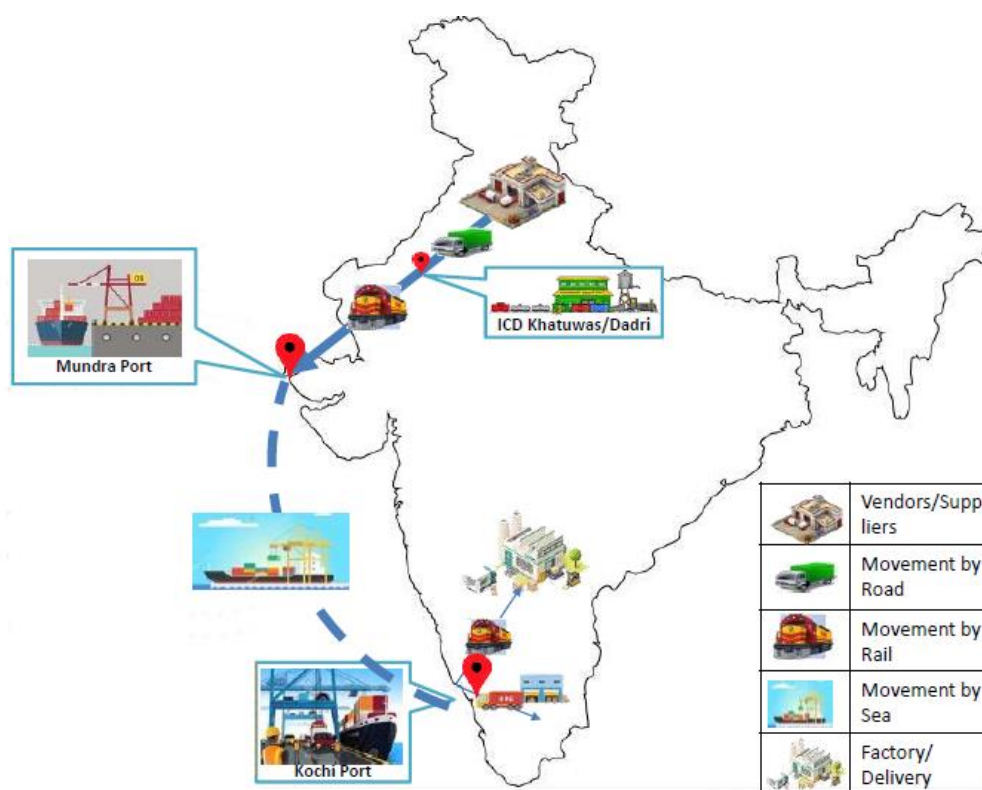 ICD Khatuwas/Dadri
Mundra Port
Kochi Port
Vendors/Supp
liers
Movement by
Road
Movement by
Rail
Movement by
Sea
Factory/
Delivery